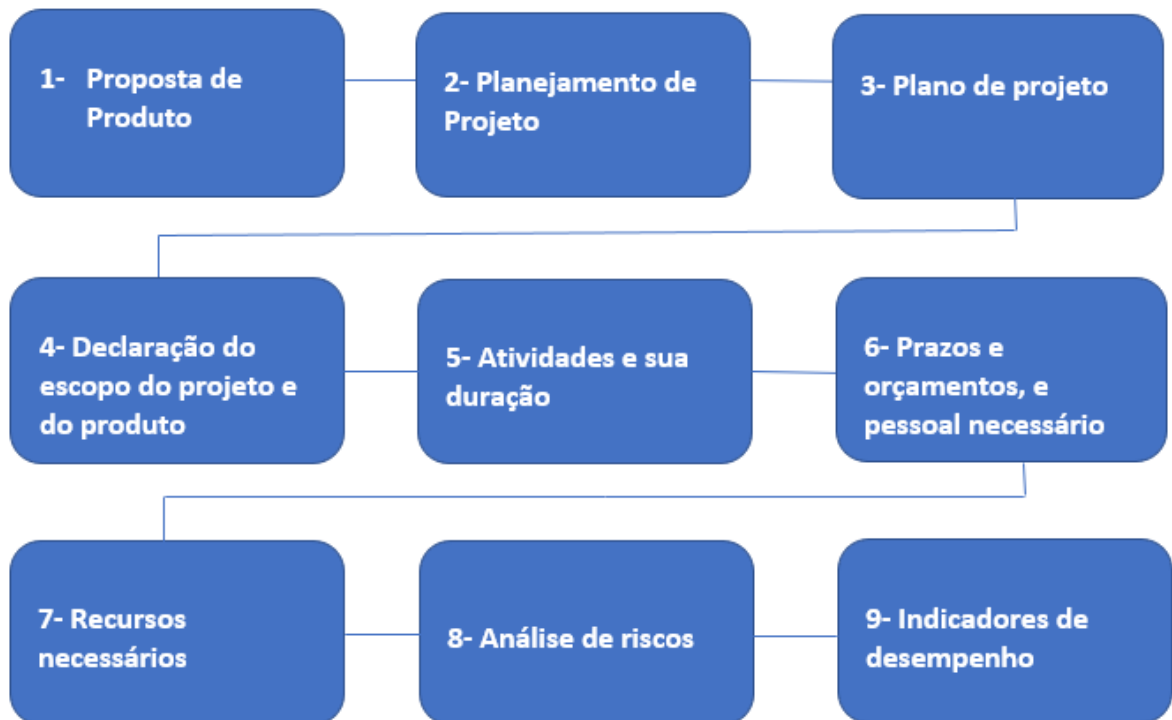 1- Proposta de
Produto
2- Planejamento de
Projeto
3- Plano de projeto
4- Declaração do
escopo do projeto e
do produto
5- Atividades e sua
duração
6- Prazos e
orçamentos, e
pessoal necessário
7- Recursos
necessários
8- Análise de riscos
9- Indicadores de
desempenho